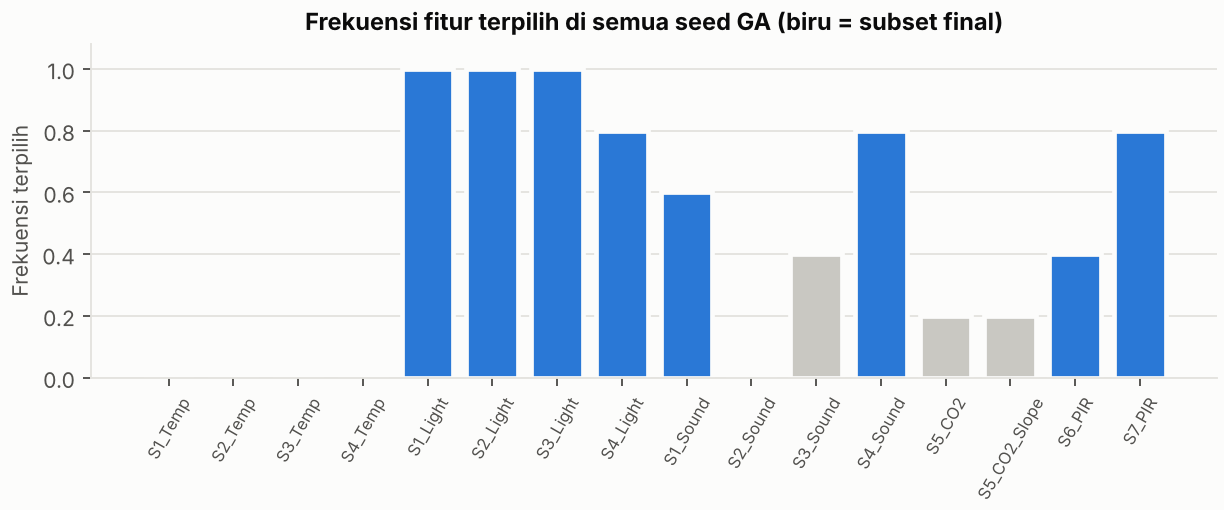 Frekuensi fitur terpilih di semua seed GA (biru = subset final)
Frekuensi terpilih
1.0
0.8
0.6
0.4
0.2
0.0
S1_Temp
S2_Temp
S3_Temp
S4_Temp
S1_Light
S2_Light
S3_Light
S4_Light
S1_Sound
S2_Sound
S3_Sound
S4_Sound
S5_CO2
S5_CO2_Slope
S6_PIR
S7_PIR